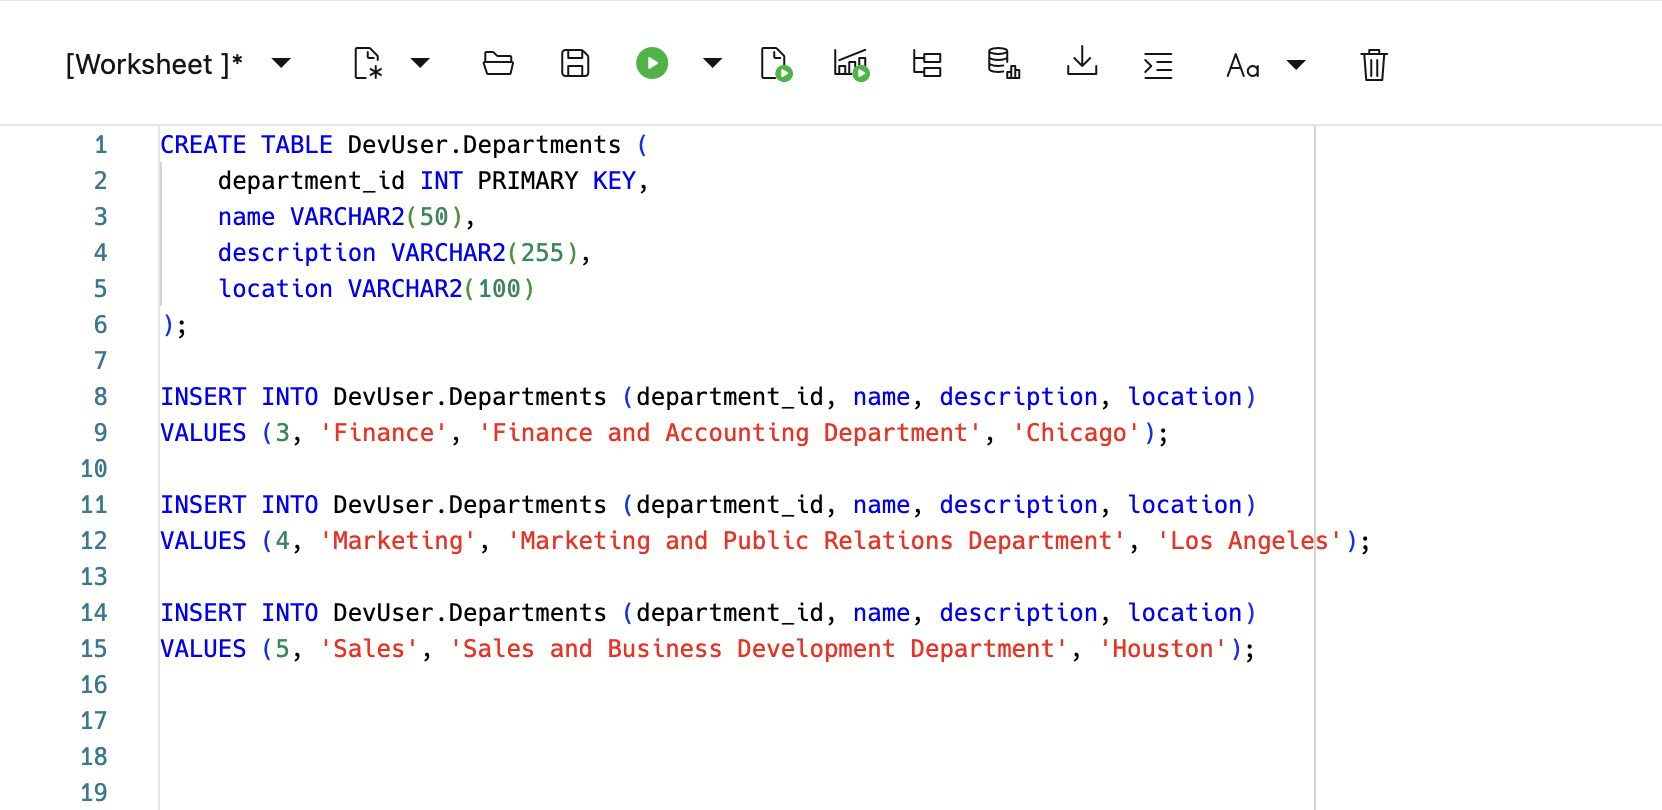 [Worksheet ]*
Aa
1 CREATE TABLE DevUser.Departments (
2     department_id INT PRIMARY KEY,
3     name VARCHAR2(50),
4     description VARCHAR2(255),
5     location VARCHAR2(100)
6 );
7
8 INSERT INTO DevUser.Departments (department_id, name, description, location)
9 VALUES (3, 'Finance', 'Finance and Accounting Department', 'Chicago');
10
11 INSERT INTO DevUser.Departments (department_id, name, description, location)
12 VALUES (4, 'Marketing', 'Marketing and Public Relations Department', 'Los Angeles');
13
14 INSERT INTO DevUser.Departments (department_id, name, description, location)
15 VALUES (5, 'Sales', 'Sales and Business Development Department', 'Houston');
16
17
18
19